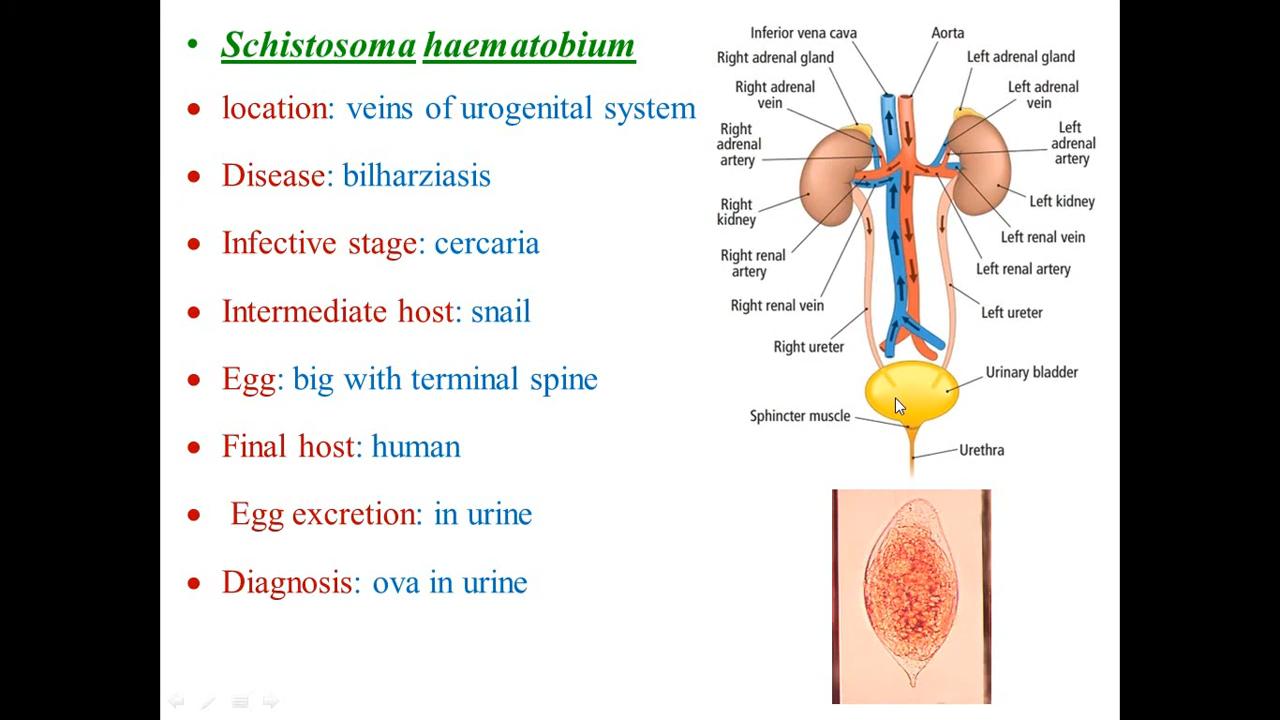 • Schistosoma haematobium
• location: veins of urogenital system
• Disease: bilharziasis
• Infective stage: cercaria
• Intermediate host: snail
• Egg: big with terminal spine
• Final host: human
• Egg excretion: in urine
• Diagnosis: ova in urine
Inferior vena cava
Aorta
Right adrenal gland
Left adrenal gland
Right adrenal
vein
Left adrenal
vein
Right
adrenal
artery
Left
adrenal
artery
Right
kidney
Left kidney
Left renal vein
Right renal
artery
Left renal artery
Right renal vein
Left ureter
Right ureter
Urinary bladder
Sphincter muscle
Urethra